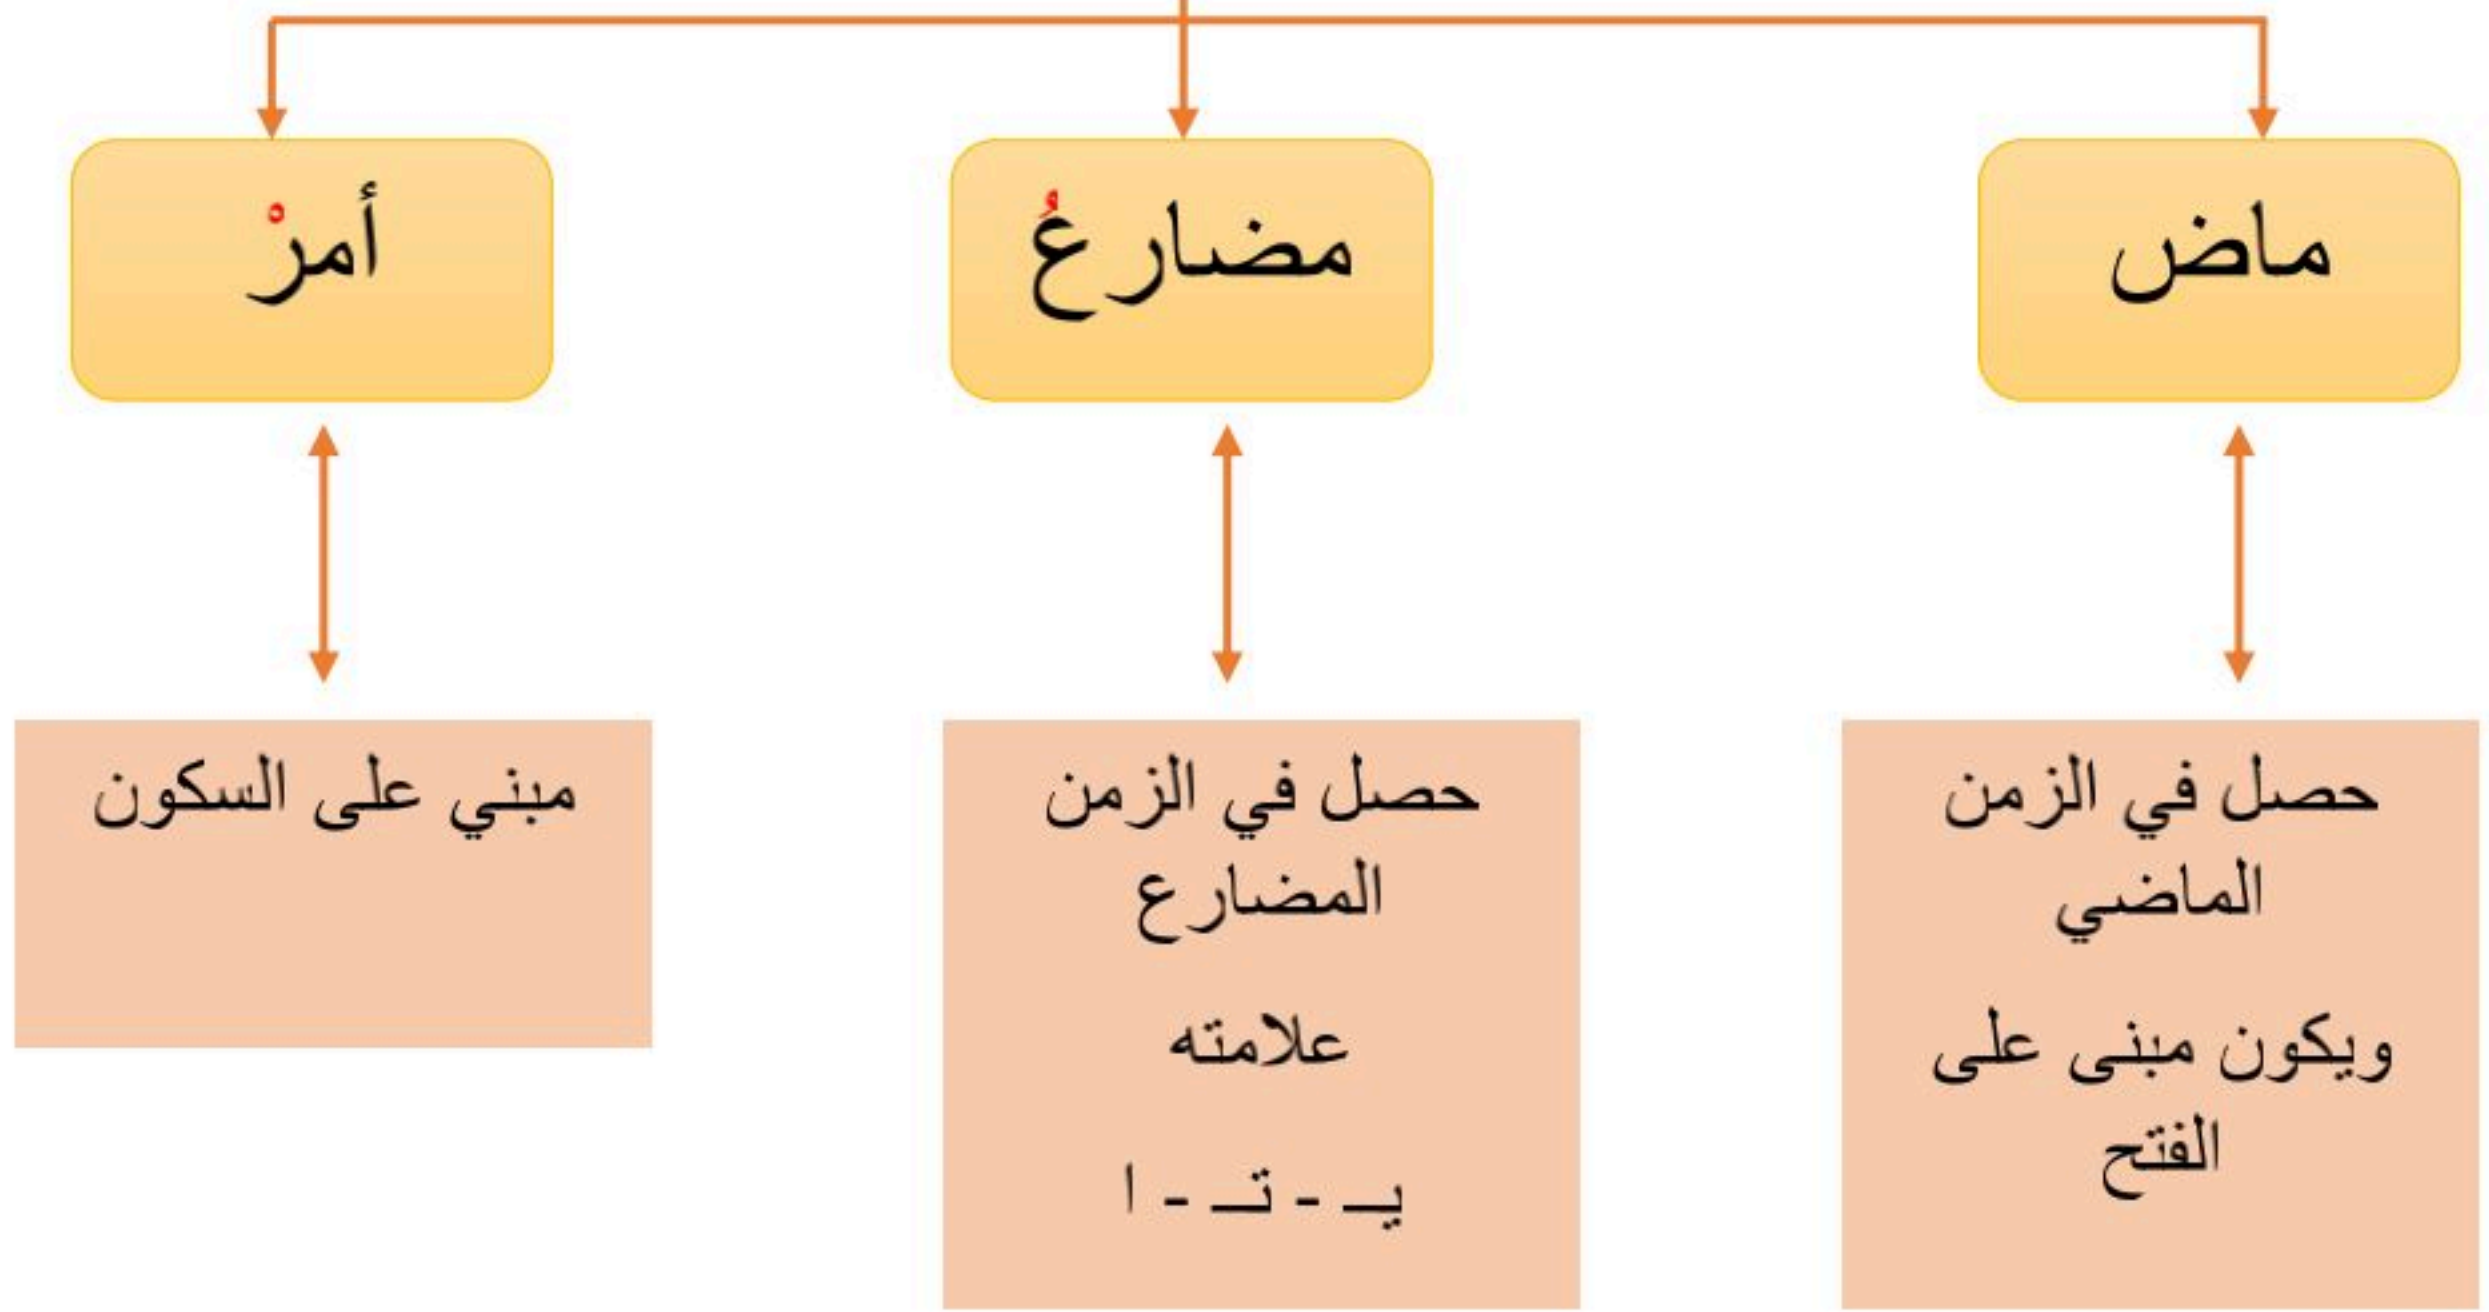 ماض
مضارعُ
أمرْ
حصل في الزمن
الماضي
ويكون مبنى على
الفتح
حصل في الزمن
المضارع
علامته
يـ - تـ - ا
مبني على السكون